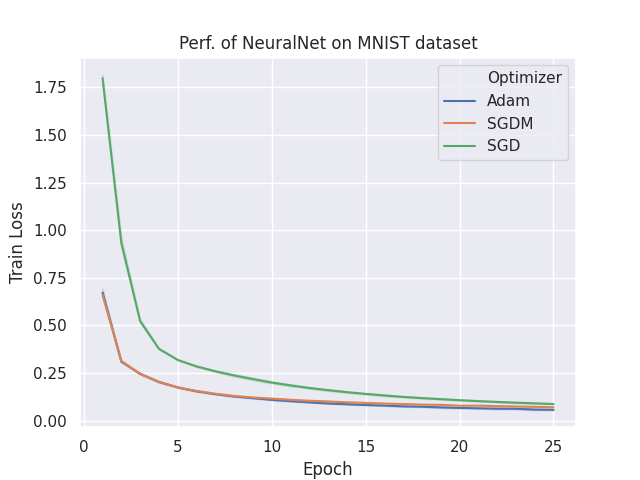 Perf. of NeuralNet on MNIST dataset
Optimizer
Adam
SGDM
SGD
Train Loss
1.75
1.50
1.25
1.00
0.75
0.50
0.25
0.00
0 5 10 15 20 25
Epoch